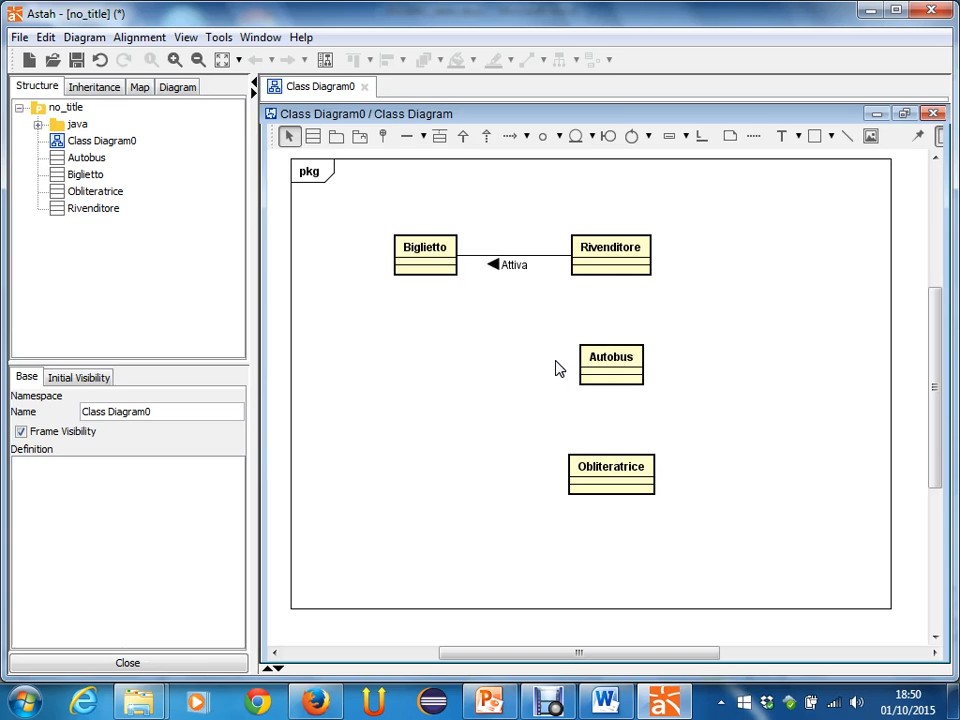 Astah - [no_title] (*)
File Edit Diagram Alignment View Tools Window Help
Structure Inheritance Map Diagram
no_title
java
Class Diagram0
Autobus
Biglietto
Obliteratrice
Rivenditore
Base Initial Visibility
Namespace
Name Class Diagram0
Frame Visibility
Definition
Close
Class Diagram0
Class Diagram0 / Class Diagram
T
pkg
Biglietto
Attiva
Rivenditore
Autobus
Obliteratrice
18:50
01/10/2015